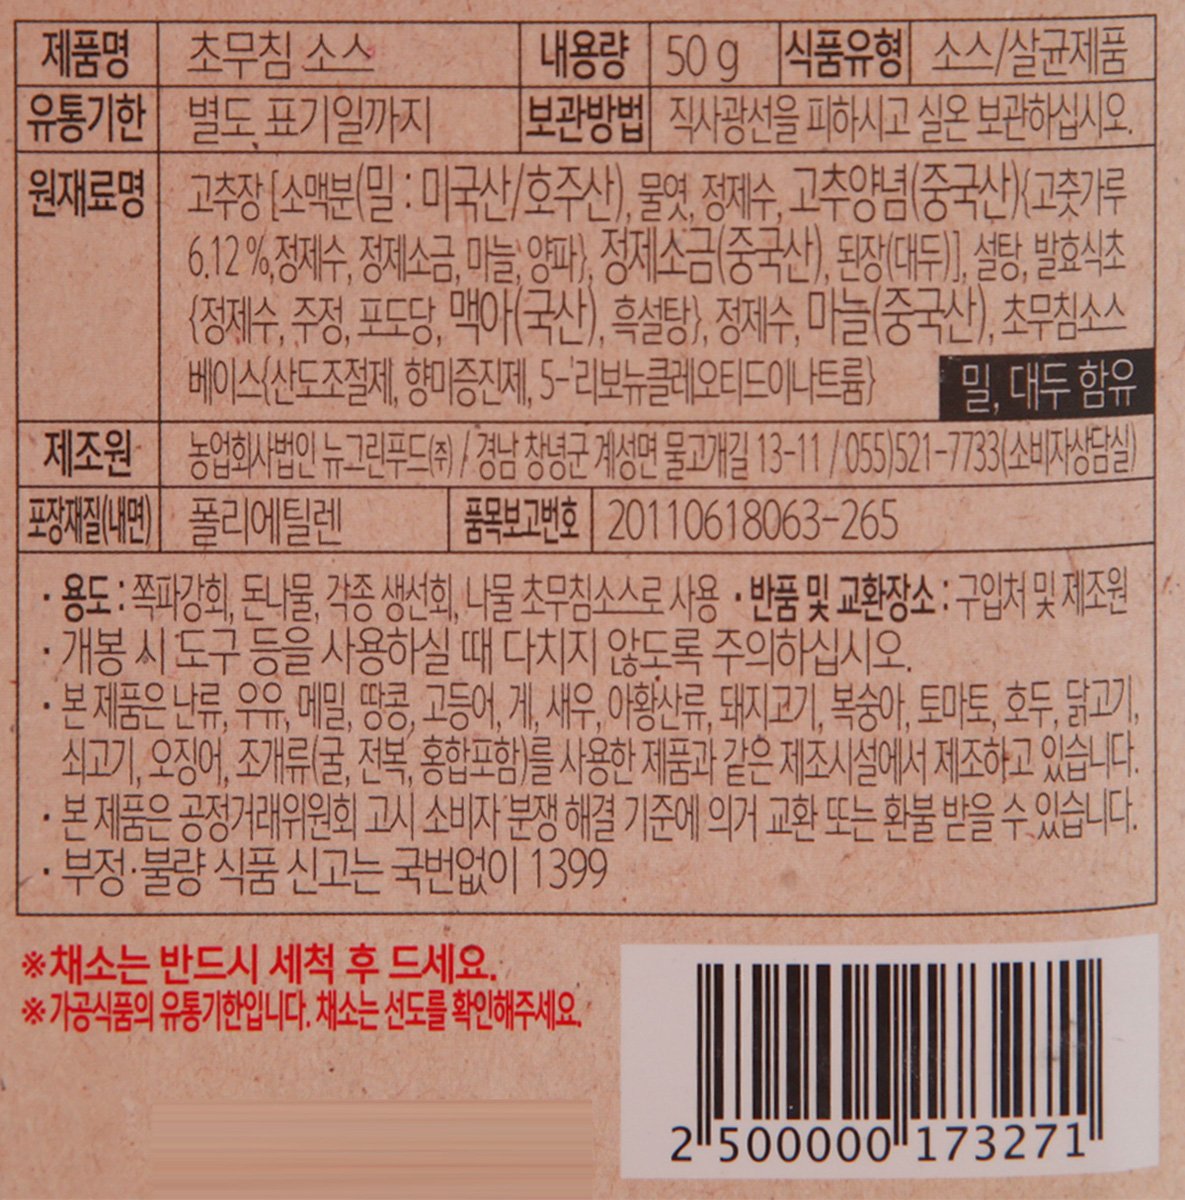 제품명 초무침 소스 내용량 50 g 식품유형 소스/살균제품
유통기한 별도 표기일까지 보관방법 직사광선을 피하시고 실온 보관하십시오.
원재료명 고추장 [소맥분(밀 : 미국산/호주산), 물엿, 정제수, 고추양념(중국산){고춧가루
6.12 %,정제수, 정제소금, 마늘, 양파}, 정제소금(중국산), 된장(대두)], 설탕, 발효식초
{정제수, 주정, 포도당, 맥아(국산), 흑설탕}, 정제수, 마늘(중국산), 초무침소스
베이스{산도조절제, 향미증진제, 5-'리보뉴클레오티드이나트륨}
밀, 대두 함유
제조원 농업회사법인 뉴그린푸드(주) / 경남 창녕군 계성면 물고개길 13-11 / 055)521-7733(소비자상담실)
포장재질(내면) 폴리에틸렌 품목보고번호 20110618063-265
· 용도 : 쪽파강회, 돈나물, 각종 생선회, 나물 초무침소스로 사용 · 반품 및 교환장소 : 구입처 및 제조원
· 개봉 시 도구 등을 사용하실 때 다치지 않도록 주의하십시오.
· 본 제품은 난류, 우유, 메밀, 땅콩, 고등어, 게, 새우, 아황산류, 돼지고기, 복숭아, 토마토, 호두, 닭고기,
쇠고기, 오징어, 조개류(굴, 전복, 홍합포함)를 사용한 제품과 같은 제조시설에서 제조하고 있습니다.
· 본 제품은 공정거래위원회 고시 소비자 분쟁 해결 기준에 의거 교환 또는 환불 받을 수 있습니다.
· 부정·불량 식품 신고는 국번없이 1399
※채소는 반드시 세척 후 드세요.
※가공식품의 유통기한입니다. 채소는 선도를 확인해주세요.
2 500000 173271